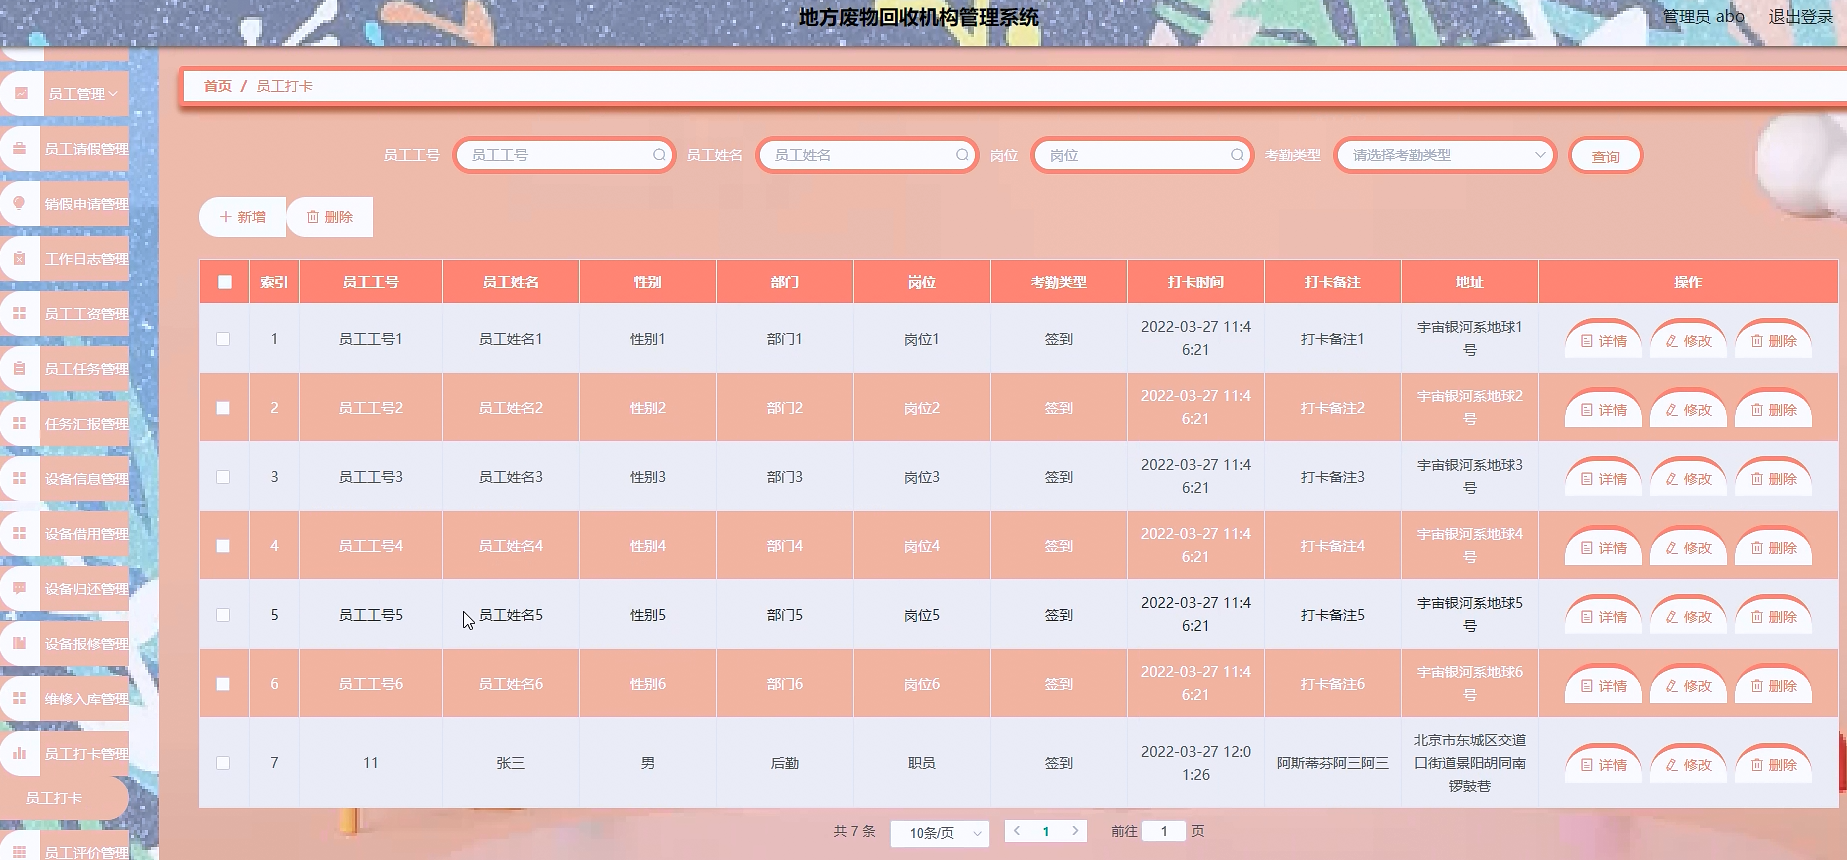 地方废物回收机构管理系统
管理员 abo 退出登录
员工管理
员工请假管理
销假申请管理
工作日志管理
员工工资管理
员工任务管理
任务汇报管理
设备信息管理
设备借用管理
设备归还管理
设备报修管理
维修入库管理
员工打卡管理
员工打卡
员工评价管理
首页 / 员工打卡
员工工号 员工工号 员工姓名 员工姓名 岗位 岗位 考勤类型 请选择考勤类型 查询
新增 删除
索引 员工工号 员工姓名 性别 部门 岗位 考勤类型 打卡时间 打卡备注 地址 操作
1 员工工号1 员工姓名1 性别1 部门1 岗位1 签到 2022-03-27 11:4 打卡备注1 宇宙银河系地球1 详情 修改 删除
6:21 号
2 员工工号2 员工姓名2 性别2 部门2 岗位2 签到 2022-03-27 11:4 打卡备注2 宇宙银河系地球2 详情 修改 删除
6:21 号
3 员工工号3 员工姓名3 性别3 部门3 岗位3 签到 2022-03-27 11:4 打卡备注3 宇宙银河系地球3 详情 修改 删除
6:21 号
4 员工工号4 员工姓名4 性别4 部门4 岗位4 签到 2022-03-27 11:4 打卡备注4 宇宙银河系地球4 详情 修改 删除
6:21 号
5 员工工号5 员工姓名5 性别5 部门5 岗位5 签到 2022-03-27 11:4 打卡备注5 宇宙银河系地球5 详情 修改 删除
6:21 号
6 员工工号6 员工姓名6 性别6 部门6 岗位6 签到 2022-03-27 11:4 打卡备注6 宇宙银河系地球6 详情 修改 删除
6:21 号
7 11 张三 男 后勤 职员 签到 2022-03-27 12:0 阿斯蒂芬阿三阿三 北京市东城区交道 详情 修改 删除
1:26 口街道景阳胡同南
锣鼓巷
共 7 条 10条/页 1 前往 1 页